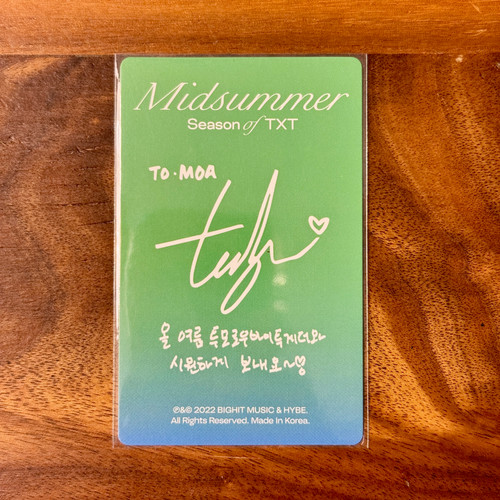 Midsummer
Season of TXT
TO. MOA
올 여름 투모로우바이투게더와
시원하게 보내요~♡
℗&© 2022 BIGHIT MUSIC & HYBE.
All Rights Reserved. Made In Korea.